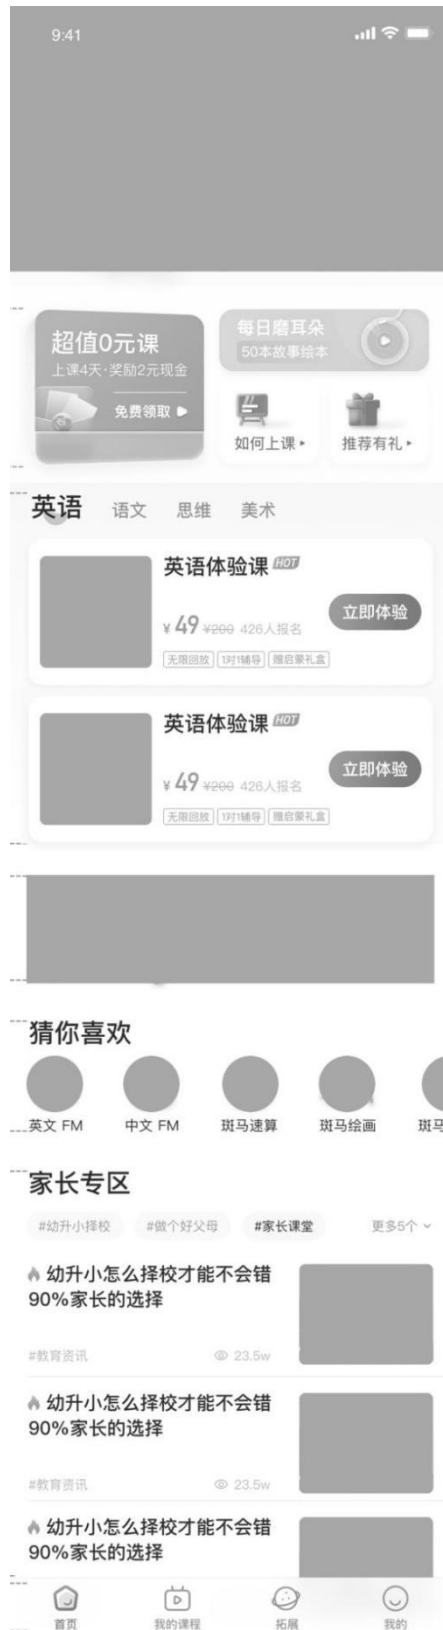 9:41
超值0元课
上课4天·奖励2元现金
免费领取
每日磨耳朵
50本故事绘本
如何上课
推荐有礼
英语 语文 思维 美术
英语体验课 HOT
¥ 49 ¥200 426人报名
立即体验
无限回放 1对1辅导 赠启蒙礼盒
英语体验课 HOT
¥ 49 ¥200 426人报名
立即体验
无限回放 1对1辅导 赠启蒙礼盒
猜你喜欢
英文 FM 中文 FM 斑马速算 斑马绘画 斑马
家长专区
#幼升小择校 #做个好父母 #家长课堂 更多5个
幼升小怎么择校才能不会错
90%家长的选择
#教育资讯 23.5w
幼升小怎么择校才能不会错
90%家长的选择
#教育资讯 23.5w
幼升小怎么择校才能不会错
90%家长的选择
首页 我的课程 拓展 我的